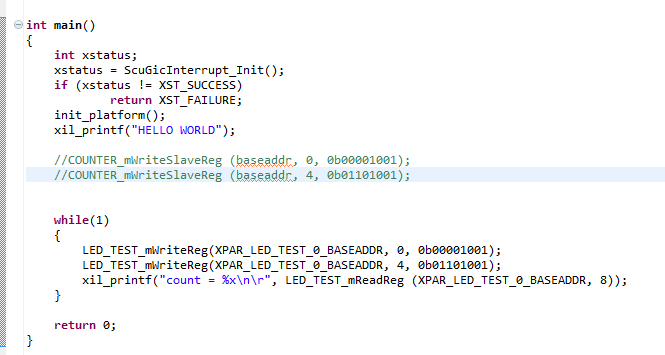 int main()
{
int xstatus;
xstatus = ScuGicInterrupt_Init();
if (xstatus != XST_SUCCESS)
return XST_FAILURE;
init_platform();
xil_printf("HELLO WORLD");
//COUNTER_mWriteSlaveReg (baseaddr, 0, 0b00001001);
//COUNTER_mWriteSlaveReg (baseaddr, 4, 0b01101001);
while(1)
{
LED_TEST_mWriteReg(XPAR_LED_TEST_0_BASEADDR, 0, 0b00001001);
LED_TEST_mWriteReg(XPAR_LED_TEST_0_BASEADDR, 4, 0b01101001);
xil_printf("count = %x\n\r", LED_TEST_mReadReg (XPAR_LED_TEST_0_BASEADDR, 8));
}
return 0;
}